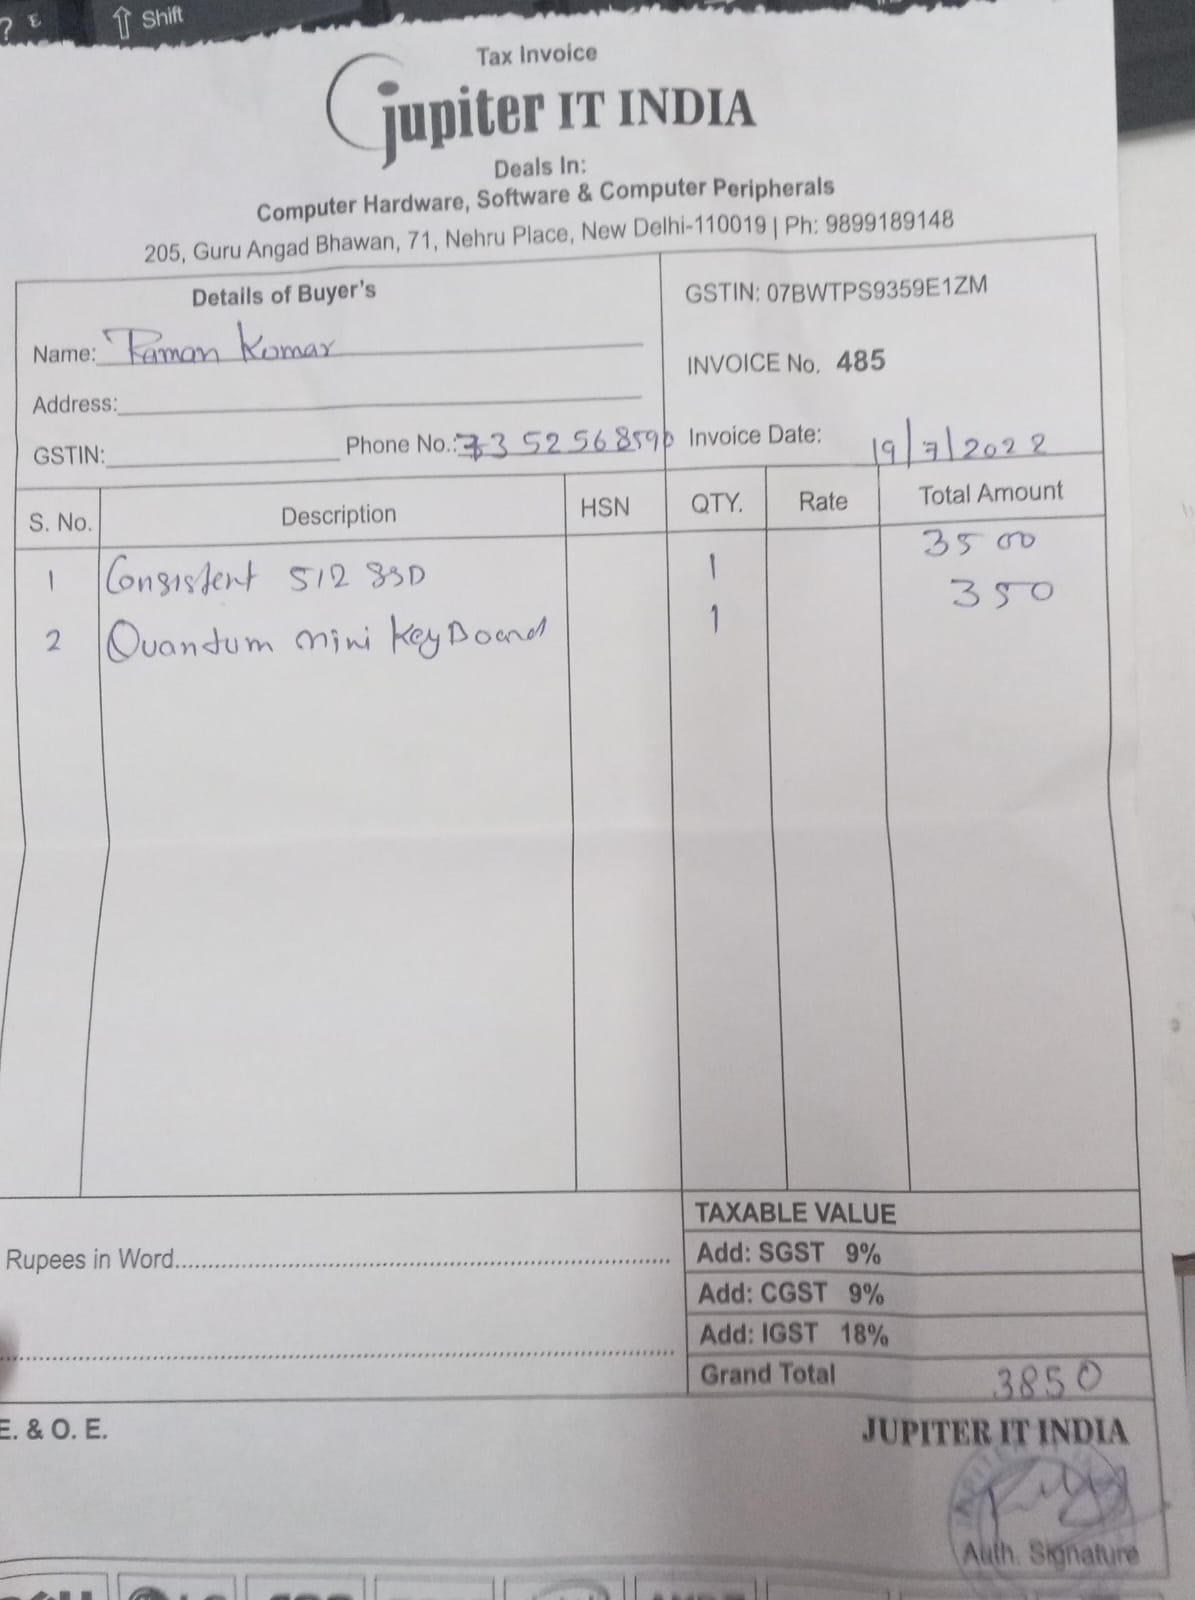 Shift
Tax Invoice
jupiter IT INDIA
Deals In:
Computer Hardware, Software & Computer Peripherals
205, Guru Angad Bhawan, 71, Nehru Place, New Delhi-110019 | Ph: 9899189148
Details of Buyer's
GSTIN: 07BWTPS9359E1ZM
Name: Raman Kumar
INVOICE No. 485
Address:
GSTIN: Phone No.: 7352568590 Invoice Date: 19/7/2022
S. No. Description HSN QTY. Rate Total Amount
1 Consistent 512 SSD 1 3500
2 Quantum mini KeyBoard 1 350
TAXABLE VALUE
Rupees in Word
Add: SGST 9%
Add: CGST 9%
Add: IGST 18%
Grand Total 3850
E. & O. E.
JUPITER IT INDIA
Auth. Signature